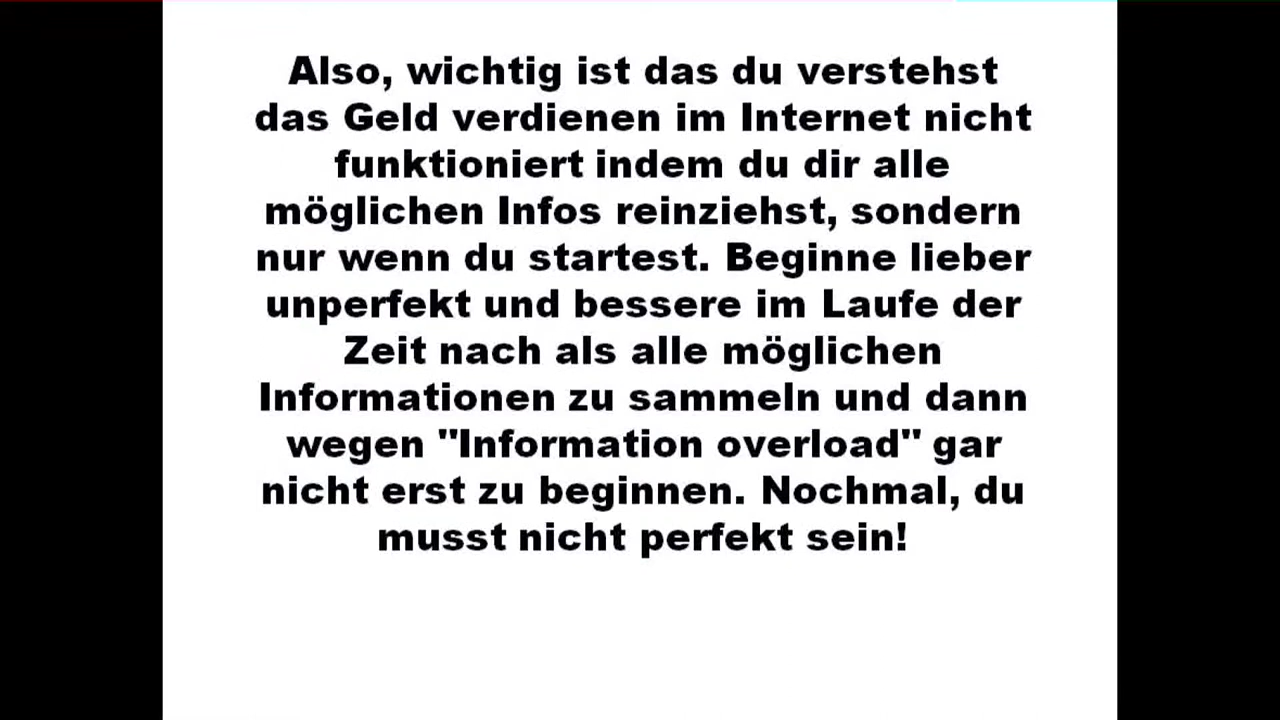 Also, wichtig ist das du verstehst
das Geld verdienen im Internet nicht
funktioniert indem du dir alle
möglichen Infos reinziehst, sondern
nur wenn du startest. Beginne lieber
unperfekt und bessere im Laufe der
Zeit nach als alle möglichen
Informationen zu sammeln und dann
wegen "Information overload" gar
nicht erst zu beginnen. Nochmal, du
musst nicht perfekt sein!